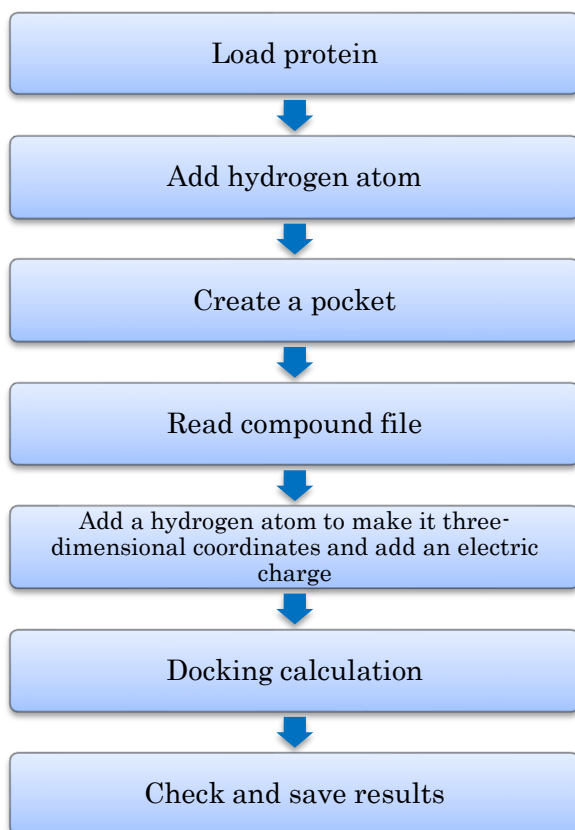 Load protein
Add hydrogen atom
Create a pocket
Read compound file
Add a hydrogen atom to make it three-
dimensional coordinates and add an electric
charge
Docking calculation
Check and save results